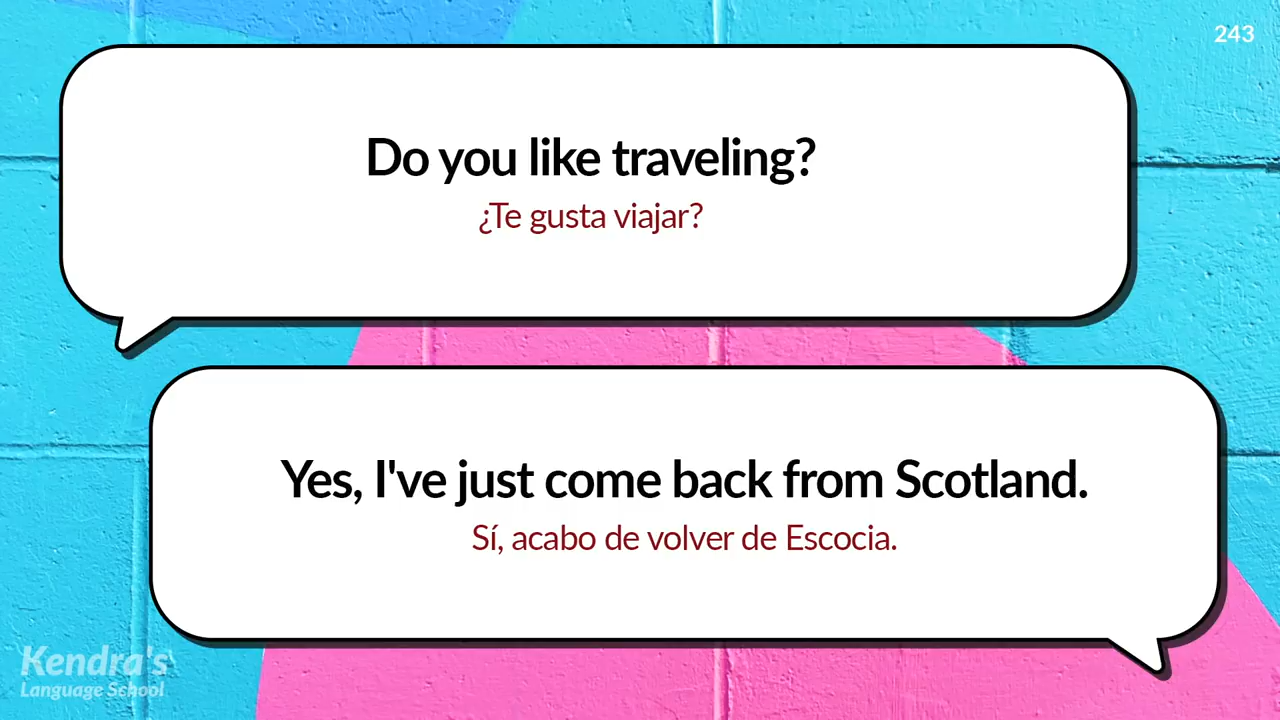 243
Do you like traveling?
¿Te gusta viajar?
Yes, I've just come back from Scotland.
Sí, acabo de volver de Escocia.
Kendra's
Language School